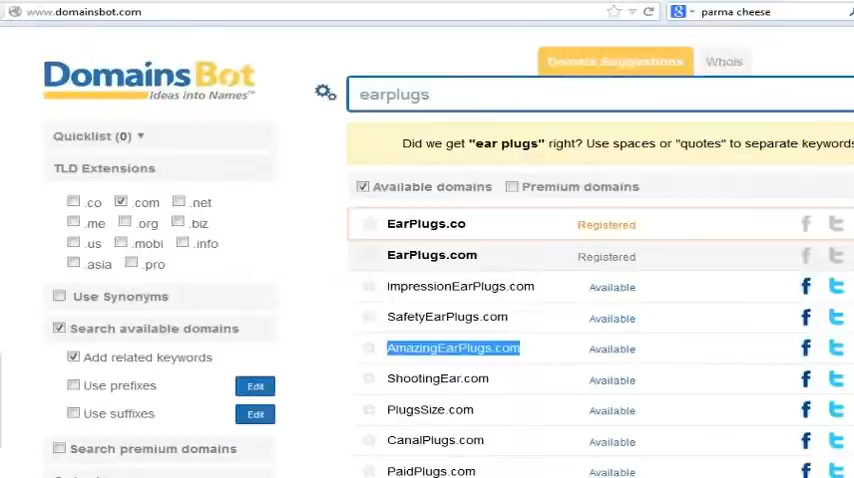 www.domainsbot.com
parma cheese
Domain Suggestions
Whois
DomainsBot
Ideas into Names™
earplugs
Quicklist (0)
Did we get "ear plugs" right? Use spaces or "quotes" to separate keywords
TLD Extensions
Available domains
Premium domains
.co .com .net
.me .org .biz
.us .mobi .info
.asia .pro
EarPlugs.co Registered
EarPlugs.com Registered
ImpressionEarPlugs.com Available
Use Synonyms
SafetyEarPlugs.com Available
Search available domains
AmazingEarPlugs.com Available
Add related keywords
ShootingEar.com Available
Use prefixes Edit
PlugsSize.com Available
Use suffixes Edit
CanalPlugs.com Available
Search premium domains
PaidPlugs.com Available